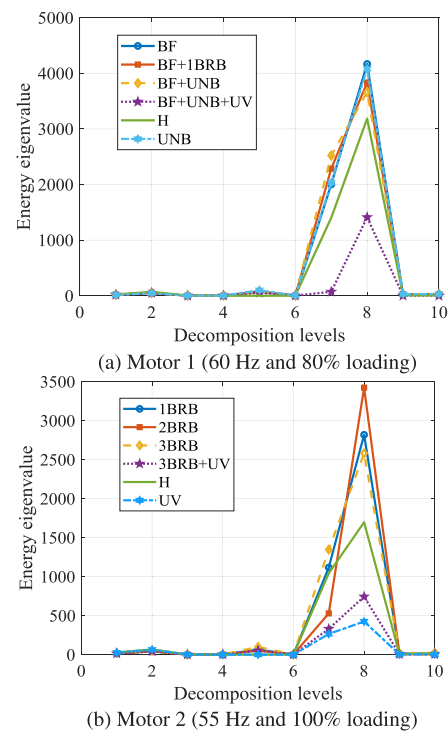 5000
4000
3000
2000
1000
0
Energy eigenvalue
BF
BF+1BRB
BF+UNB
BF+UNB+UV
H
UNB
0 2 4 6 8 10
Decomposition levels
(a) Motor 1 (60 Hz and 80% loading)
3500
3000
2500
2000
1500
1000
500
0
Energy eigenvalue
1BRB
2BRB
3BRB
3BRB+UV
H
UV
0 2 4 6 8 10
Decomposition levels
(b) Motor 2 (55 Hz and 100% loading)